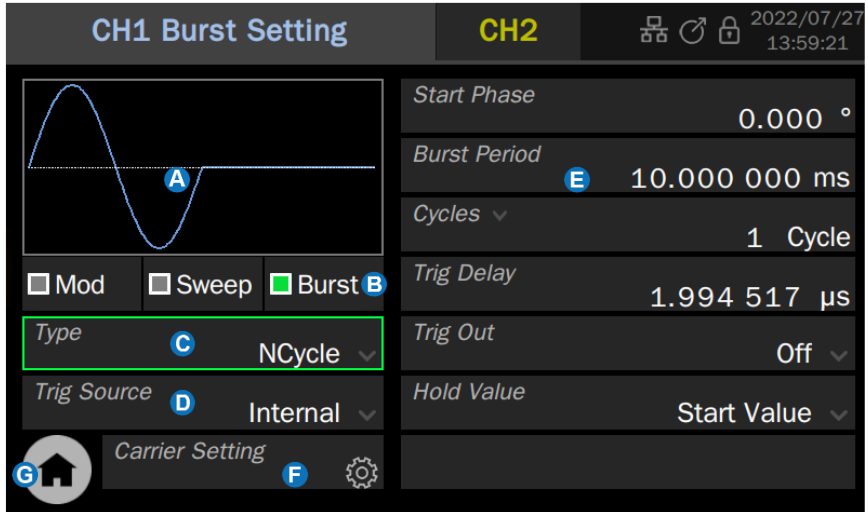 CH1 Burst Setting
CH2
2022/07/27
13:59:21
A
Mod
Sweep
Burst
B
Type
C
NCycle
Trig Source
D
Internal
G
Carrier Setting
F
Start Phase
0.000 °
Burst Period
E
10.000 000 ms
Cycles
1 Cycle
Trig Delay
1.994 517 µs
Trig Out
Off
Hold Value
Start Value